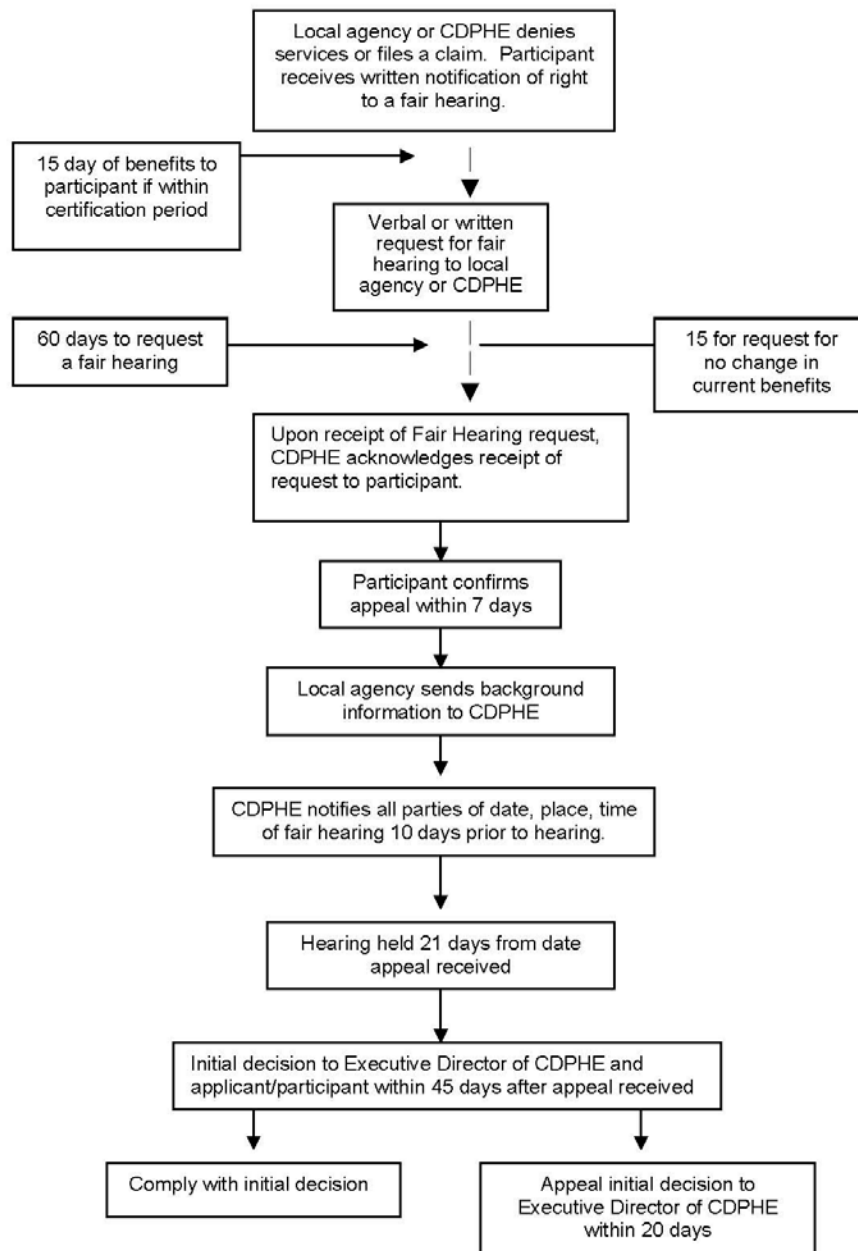 Local agency or CDPHE denies
services or files a claim.  Participant
receives written notification of right
to a fair hearing.
15 day of benefits to
participant if within
certification period
Verbal or written
request for fair
hearing to local
agency or CDPHE
60 days to request
a fair hearing
15 for request for
no change in
current benefits
Upon receipt of Fair Hearing request,
CDPHE acknowledges receipt of
request to participant.
Participant confirms
appeal within 7 days
Local agency sends background
information to CDPHE
CDPHE notifies all parties of date, place, time
of fair hearing 10 days prior to hearing.
Hearing held 21 days from date
appeal received
Initial decision to Executive Director of CDPHE and
applicant/participant within 45 days after appeal received
Comply with initial decision
Appeal initial decision to
Executive Director of CDPHE
within 20 days